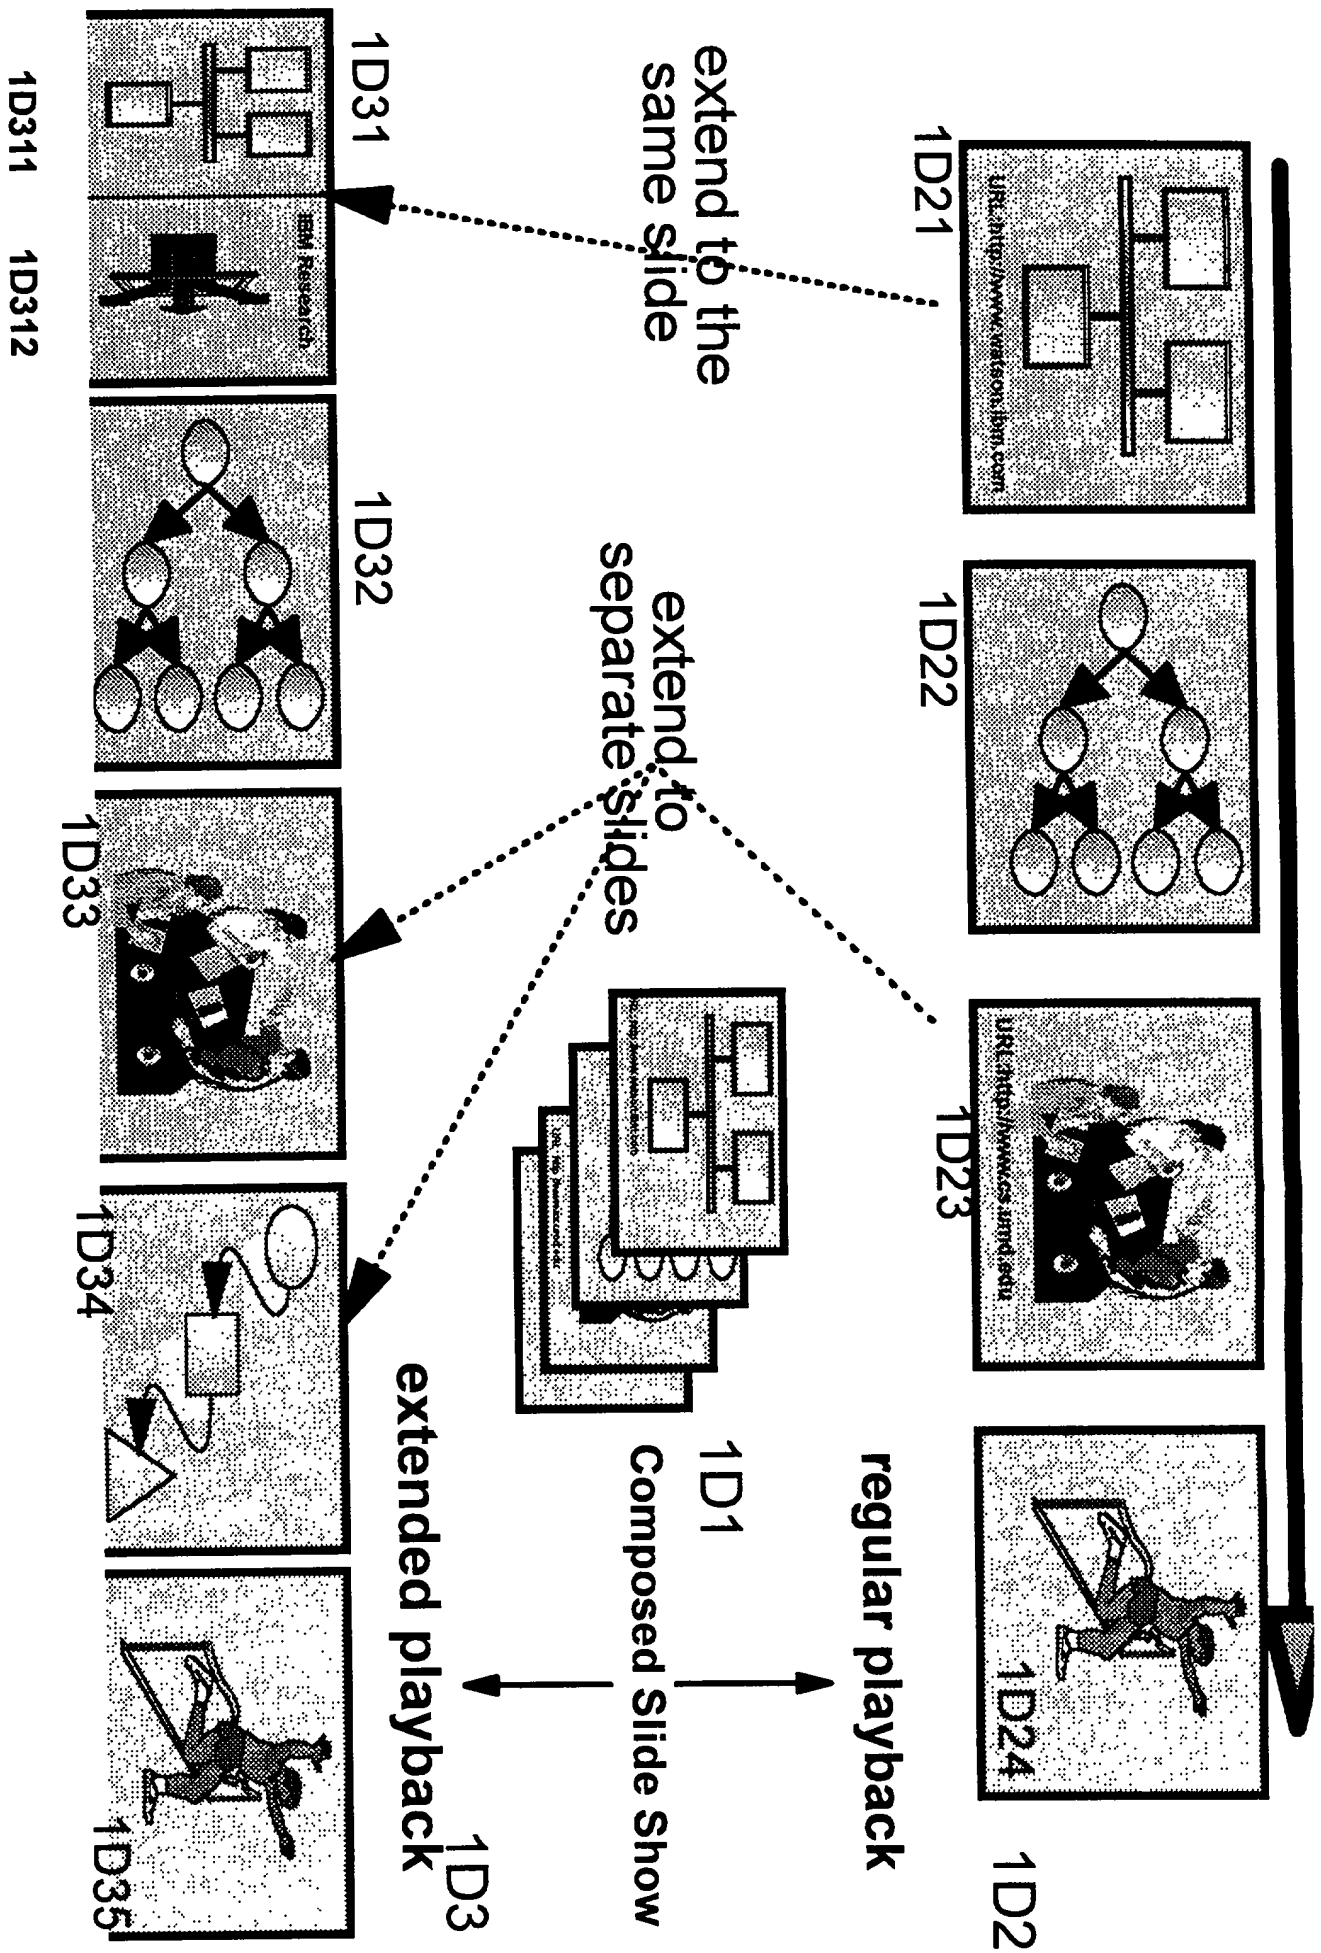 URL:http://www.watson.ibm.com
URL:http://www.cs.umd.edu
1D21
1D22
1D23
1D24
1D2
regular playback
extend to the
same slide
extend to
separate slides
1D1
Composed Slide Show
1D3
extended playback
1D31
1D32
IBM Research
1D33
1D34
1D35
1D311
1D312